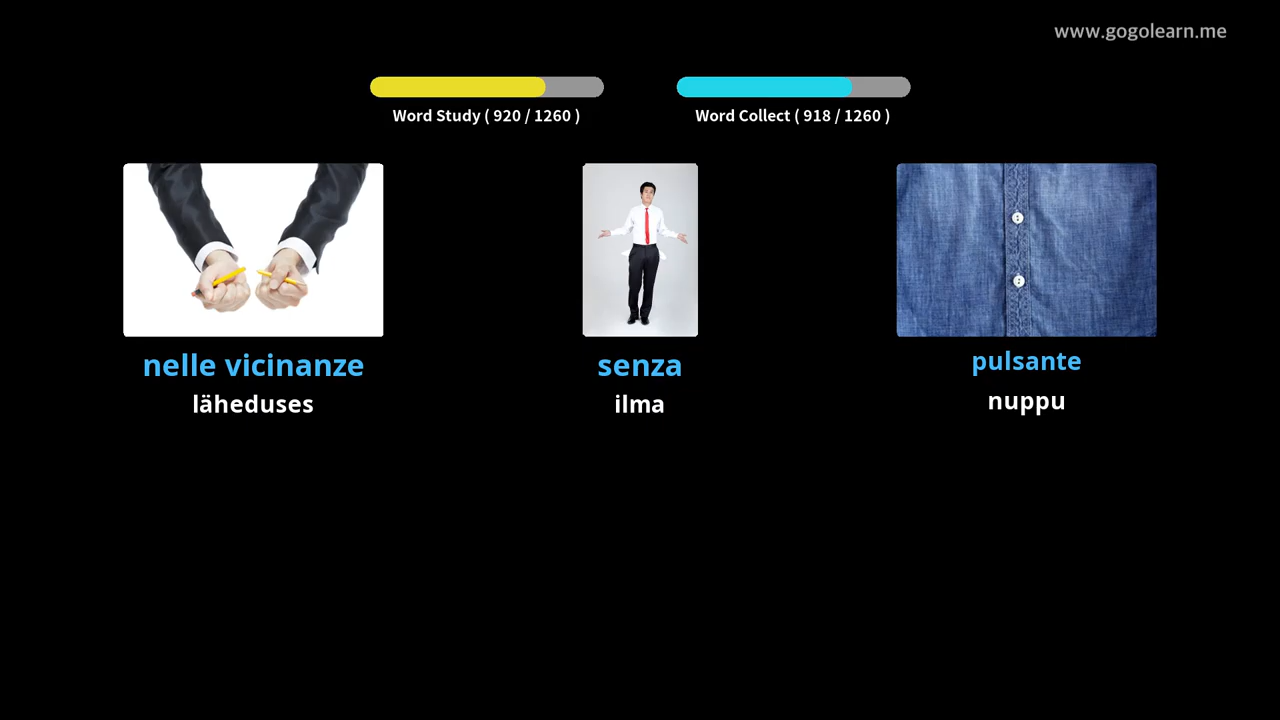 www.gogolearn.me
Word Study ( 920 / 1260 )
Word Collect ( 918 / 1260 )
nelle vicinanze
läheduses
senza
ilma
pulsante
nuppu